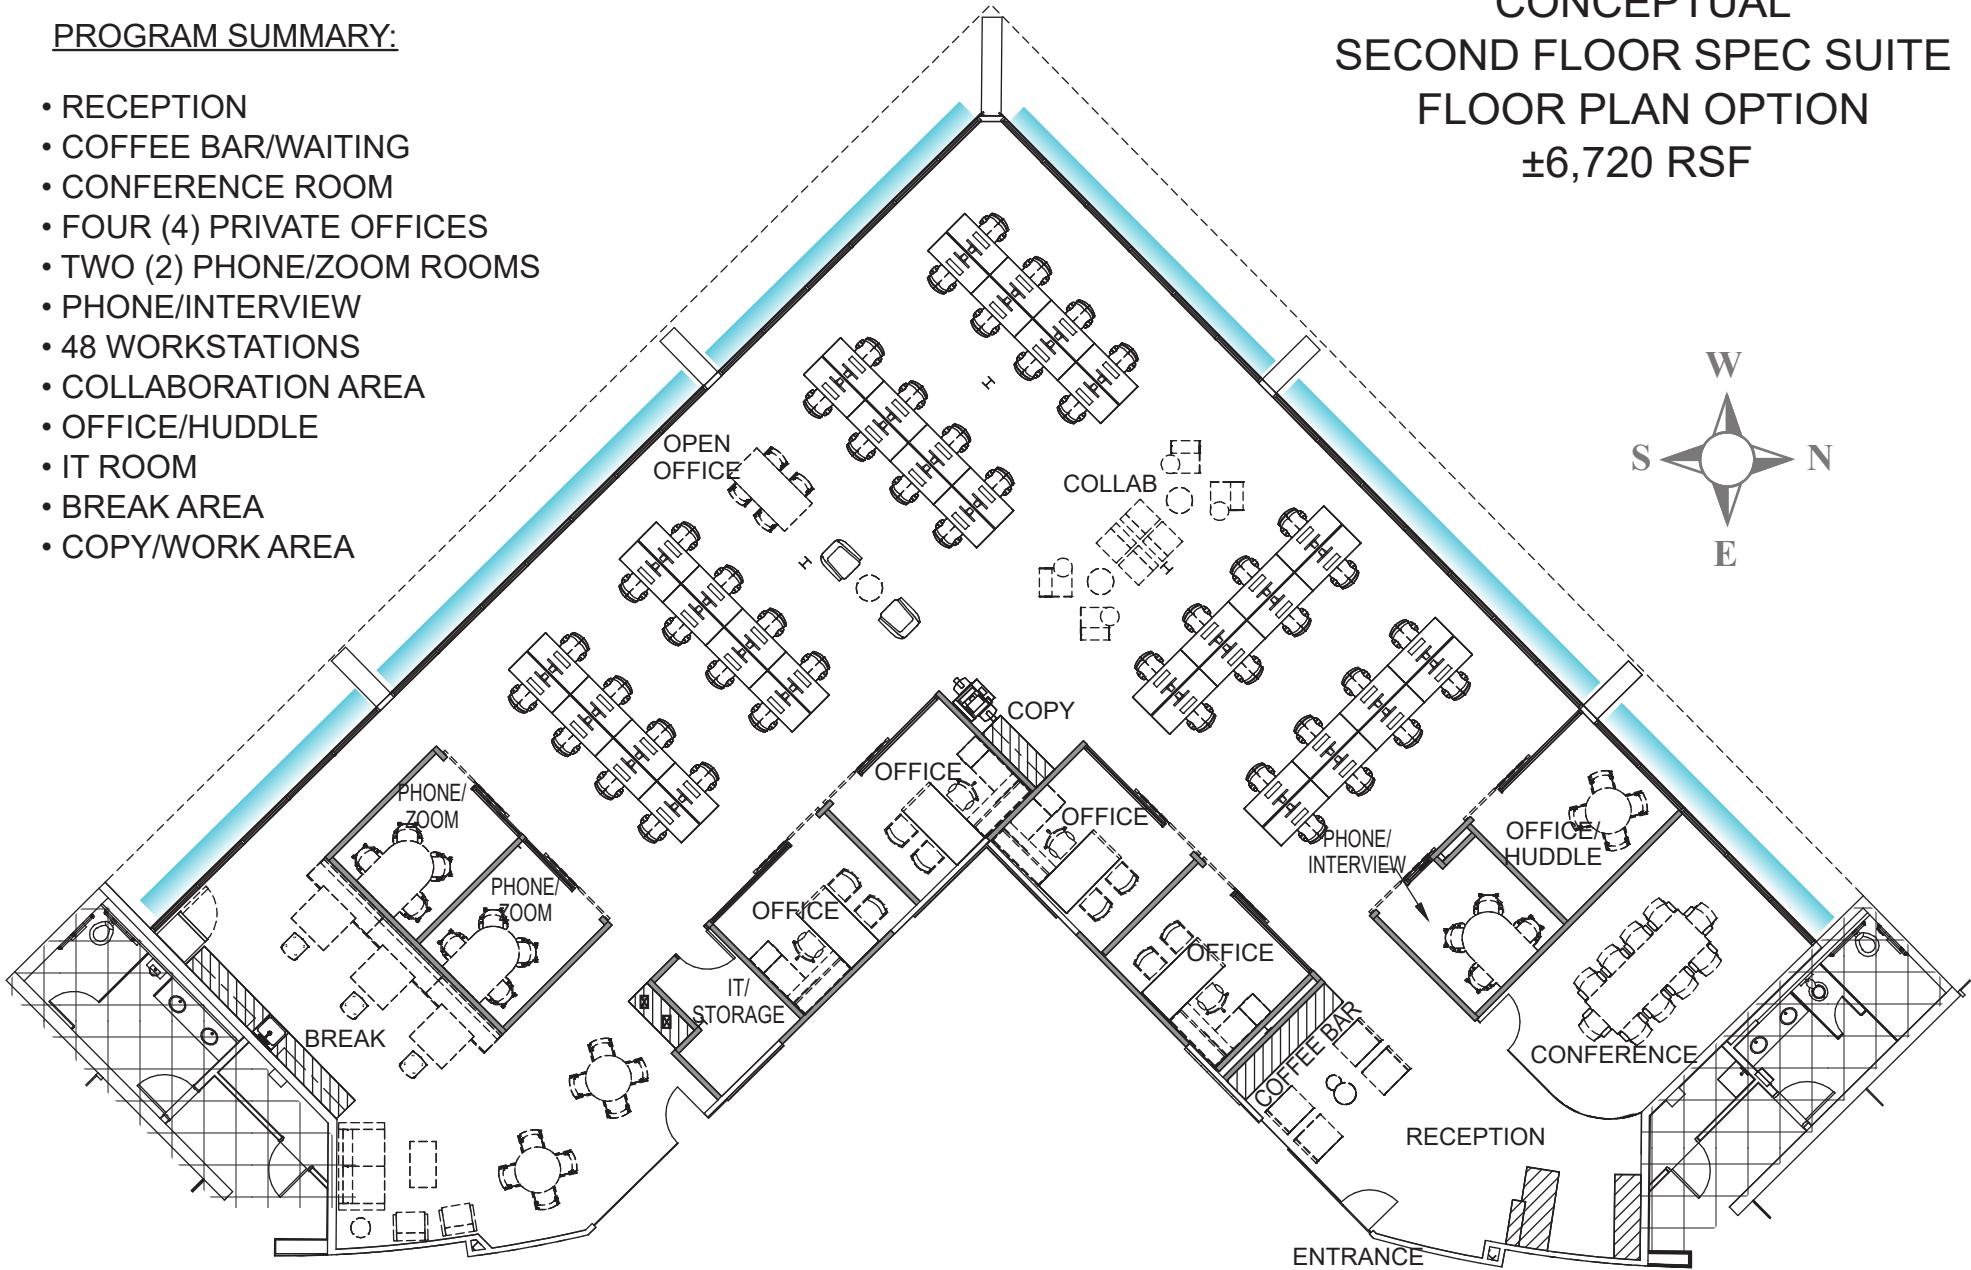 PROGRAM SUMMARY:
• RECEPTION
• COFFEE BAR/WAITING
• CONFERENCE ROOM
• FOUR (4) PRIVATE OFFICES
• TWO (2) PHONE/ZOOM ROOMS
• PHONE/INTERVIEW
• 48 WORKSTATIONS
• COLLABORATION AREA
• OFFICE/HUDDLE
• IT ROOM
• BREAK AREA
• COPY/WORK AREA
CONCEPTUAL
SECOND FLOOR SPEC SUITE
FLOOR PLAN OPTION
±6,720 RSF
W
S
N
E
OPEN
OFFICE
COLLAB
COPY
OFFICE
OFFICE
OFFICE
OFFICE
PHONE/
ZOOM
PHONE/
ZOOM
PHONE/
INTERVIEW
OFFICE/
HUDDLE
IT/
STORAGE
BREAK
COFFEE BAR
CONFERENCE
RECEPTION
ENTRANCE